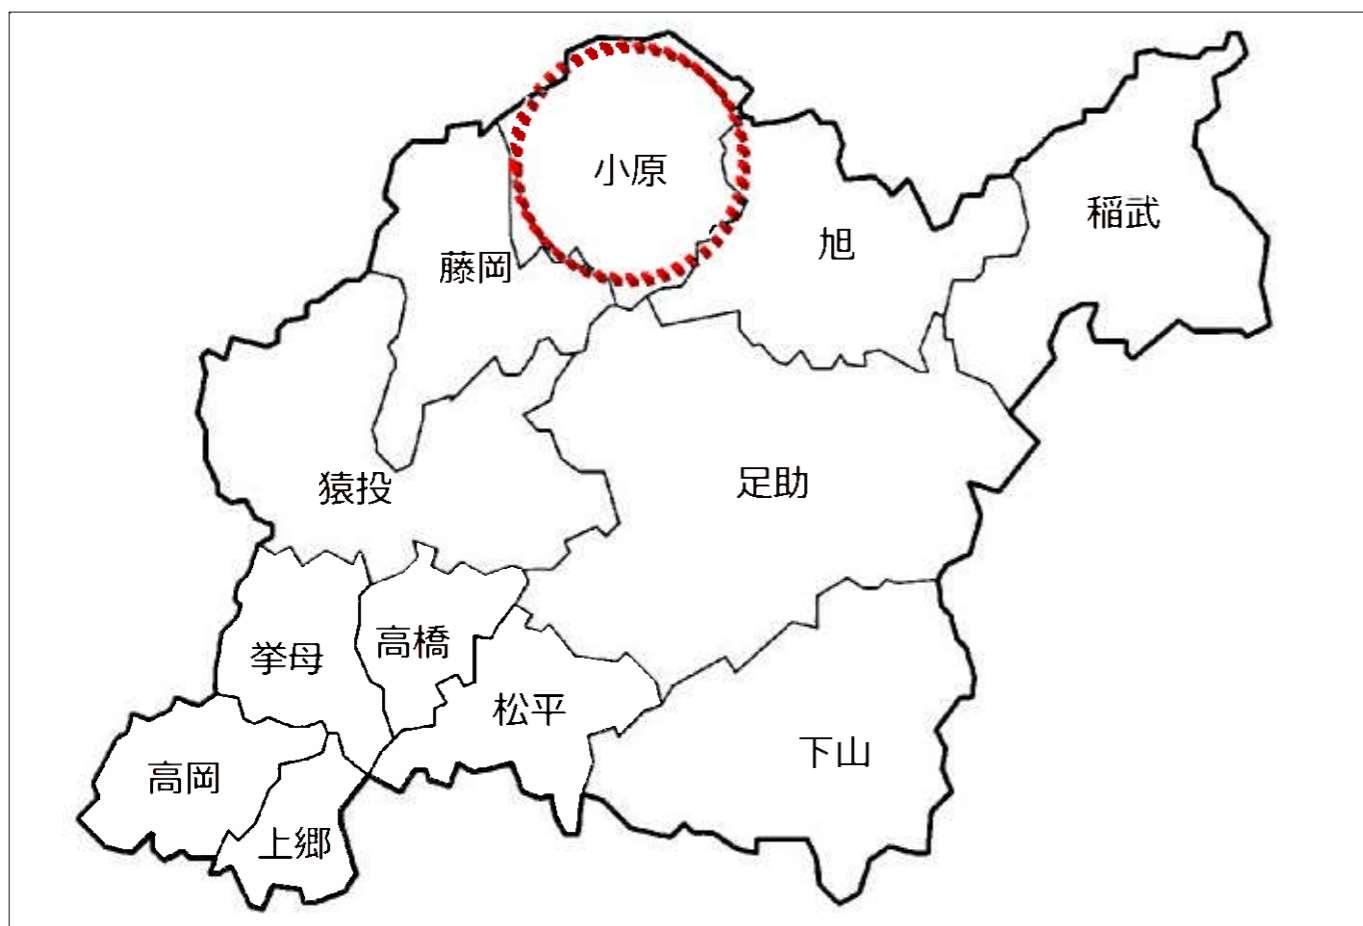 小原
稲武
旭
藤岡
猿投
足助
高橋
挙母
松平
下山
高岡
上郷